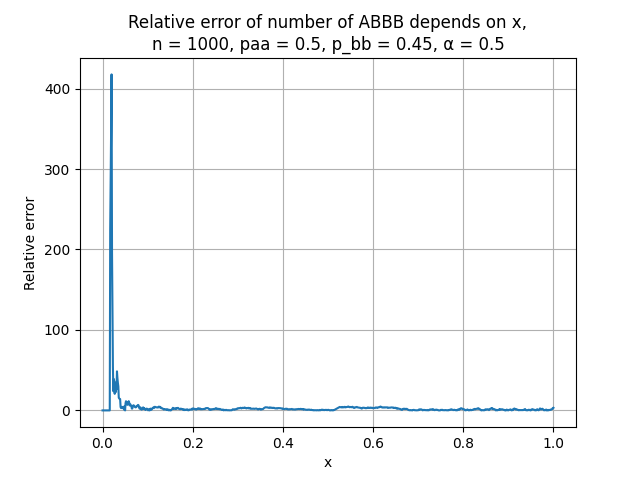 Relative error of number of ABBB depends on x,
n = 1000, paa = 0.5, p_bb = 0.45, α = 0.5
400
300
200
100
0
Relative error
0.0 0.2 0.4 0.6 0.8 1.0
x